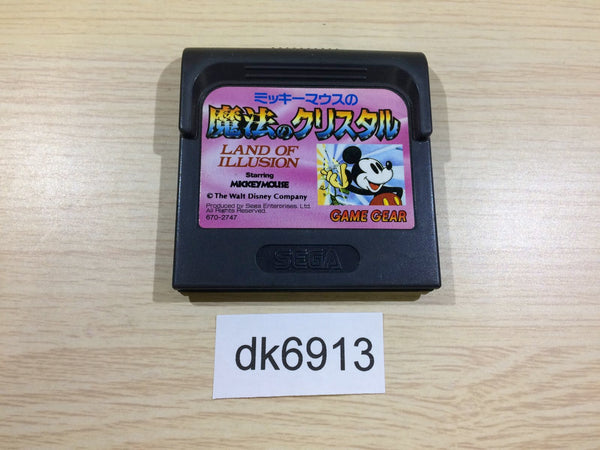 ミッキーマウスの
魔法のクリスタル
LAND OF
ILLUSION
Starring
MICKEY MOUSE
© The Walt Disney Company
Produced by Sega Enterprises, Ltd.
All Rights Reserved.
670-2747
GAME GEAR
SEGA
dk6913